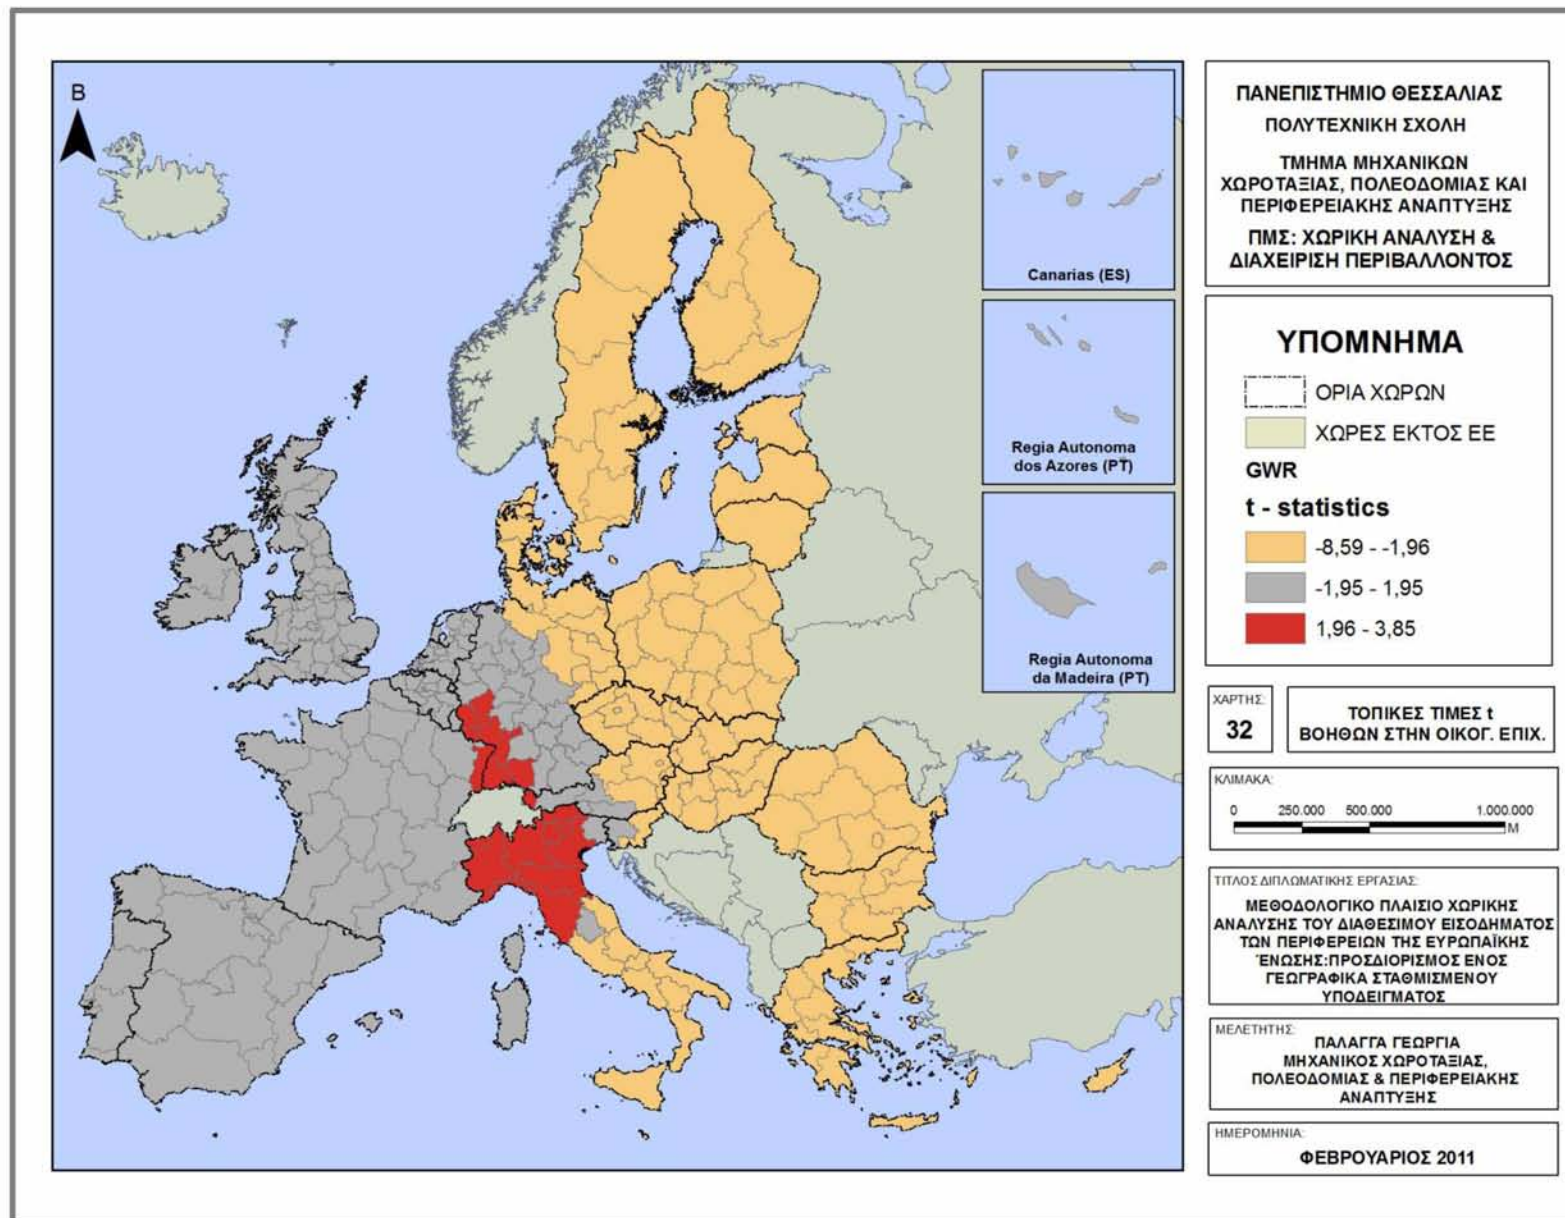 Β
Canarias (ES)
Regia Autonoma
dos Azores (PT)
Regia Autonoma
da Madeira (PT)
ΠΑΝΕΠΙΣΤΗΜΙΟ ΘΕΣΣΑΛΙΑΣ
ΠΟΛΥΤΕΧΝΙΚΗ ΣΧΟΛΗ
ΤΜΗΜΑ ΜΗΧΑΝΙΚΩΝ
ΧΩΡΟΤΑΞΙΑΣ, ΠΟΛΕΟΔΟΜΙΑΣ ΚΑΙ
ΠΕΡΙΦΕΡΕΙΑΚΗΣ ΑΝΑΠΤΥΞΗΣ
ΠΜΣ: ΧΩΡΙΚΗ ΑΝΑΛΥΣΗ &
ΔΙΑΧΕΙΡΙΣΗ ΠΕΡΙΒΑΛΛΟΝΤΟΣ
ΥΠΟΜΝΗΜΑ
ΟΡΙΑ ΧΩΡΩΝ
ΧΩΡΕΣ ΕΚΤΟΣ ΕΕ
GWR
t - statistics
-8,59 - -1,96
-1,95 - 1,95
1,96 - 3,85
ΧΑΡΤΗΣ:
32
ΤΟΠΙΚΕΣ ΤΙΜΕΣ t
ΒΟΗΘΩΝ ΣΤΗΝ ΟΙΚΟΓ. ΕΠΙΧ.
ΚΛΙΜΑΚΑ:
0 250.000 500.000 1.000.000
M
ΤΙΤΛΟΣ ΔΙΠΛΩΜΑΤΙΚΗΣ ΕΡΓΑΣΙΑΣ:
ΜΕΘΟΔΟΛΟΓΙΚΟ ΠΛΑΙΣΙΟ ΧΩΡΙΚΗΣ
ΑΝΑΛΥΣΗΣ ΤΟΥ ΔΙΑΘΕΣΙΜΟΥ ΕΙΣΟΔΗΜΑΤΟΣ
ΤΩΝ ΠΕΡΙΦΕΡΕΙΩΝ ΤΗΣ ΕΥΡΩΠΑΪΚΗΣ
ΈΝΩΣΗΣ:ΠΡΟΣΔΙΟΡΙΣΜΟΣ ΕΝΟΣ
ΓΕΩΓΡΑΦΙΚΑ ΣΤΑΘΜΙΣΜΕΝΟΥ
ΥΠΟΔΕΙΓΜΑΤΟΣ
ΜΕΛΕΤΗΤΗΣ:
ΠΑΛΑΓΓΑ ΓΕΩΡΓΙΑ
ΜΗΧΑΝΙΚΟΣ ΧΩΡΟΤΑΞΙΑΣ,
ΠΟΛΕΟΔΟΜΙΑΣ & ΠΕΡΙΦΕΡΕΙΑΚΗΣ
ΑΝΑΠΤΥΞΗΣ
ΗΜΕΡΟΜΗΝΙΑ:
ΦΕΒΡΟΥΑΡΙΟΣ 2011